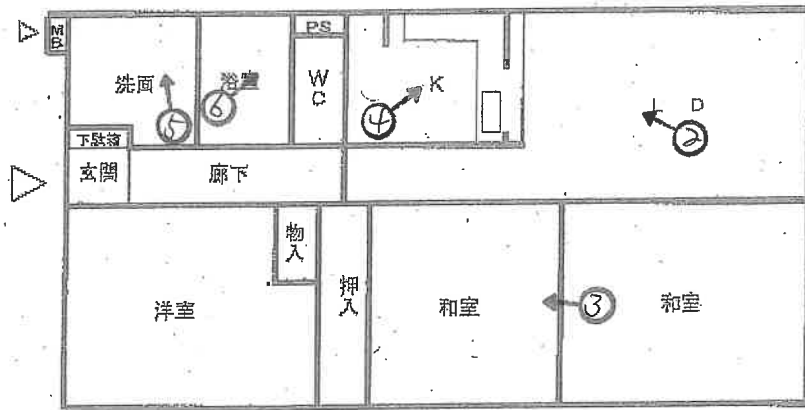 MB
洗面
⑤
浴室
⑥
PS
WC
④
K
L D
②
下駄箱
玄関
廊下
物入
洋室
押入
和室
③
和室